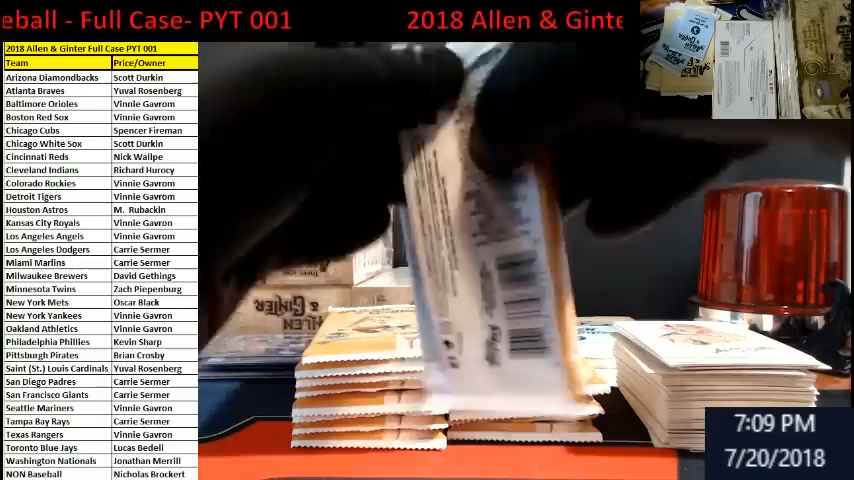 eball - Full Case- PYT 001
2018 Allen & Ginte
2018 Allen & Ginter Full Case PYT 001
Team Price/Owner
Arizona Diamondbacks Scott Durkin
Atlanta Braves Yuval Rosenberg
Baltimore Orioles Vinnie Gavrom
Boston Red Sox Vinnie Gavrom
Chicago Cubs Spencer Fireman
Chicago White Sox Scott Durkin
Cincinnati Reds Nick Wallpe
Cleveland Indians Richard Hurocy
Colorado Rockies Vinnie Gavrom
Detroit Tigers Vinnie Gavrom
Houston Astros M. Rubackin
Kansas City Royals Vinnie Gavron
Los Angeles Angels Vinnie Gavrom
Los Angeles Dodgers Carrie Sermer
Miami Marlins Carrie Sermer
Milwaukee Brewers David Gethings
Minnesota Twins Zach Piepenburg
New York Mets Oscar Black
New York Yankees Vinnie Gavron
Oakland Athletics Vinnie Gavron
Philadelphia Phillies Kevin Sharp
Pittsburgh Pirates Brian Crosby
Saint (St.) Louis Cardinals Yuval Rosenberg
San Diego Padres Carrie Sermer
San Francisco Giants Carrie Sermer
Seattle Mariners Vinnie Gavron
Tampa Bay Rays Carrie Sermer
Texas Rangers Vinnie Gavron
Toronto Blue Jays Lucas Bedell
Washington Nationals Jonathan Merrill
NON Baseball Nicholas Brockert
ALLEN
& GINTER
7:09 PM
7/20/2018